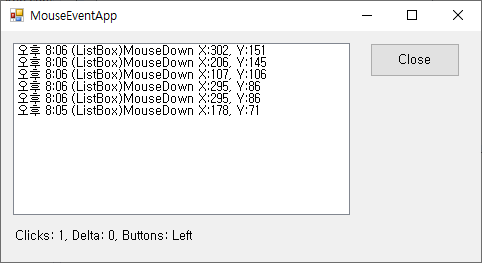 MouseEventApp
오후 8:06 (ListBox)MouseDown X:302, Y:151
오후 8:06 (ListBox)MouseDown X:206, Y:145
오후 8:06 (ListBox)MouseDown X:107, Y:106
오후 8:06 (ListBox)MouseDown X:295, Y:86
오후 8:06 (ListBox)MouseDown X:295, Y:86
오후 8:05 (ListBox)MouseDown X:178, Y:71
Close
Clicks: 1, Delta: 0, Buttons: Left